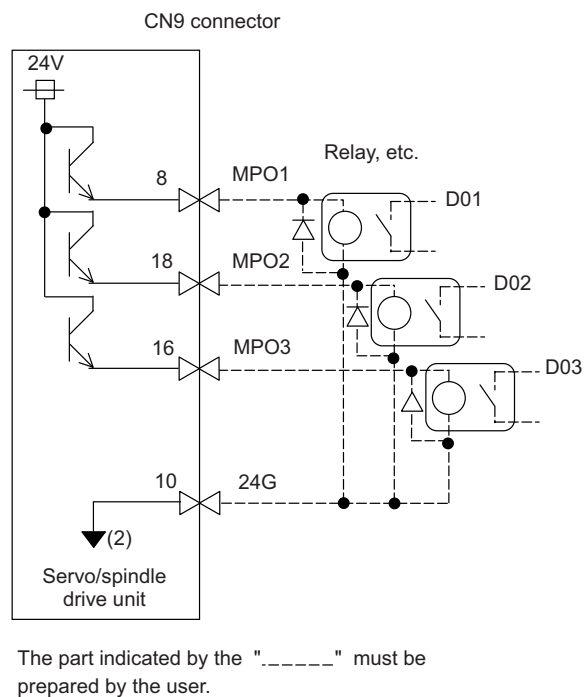 CN9 connector
24V
Relay, etc.
8
MPO1
D01
18
MPO2
D02
16
MPO3
D03
10
24G
(2)
Servo/spindle
drive unit
The part indicated by the ".______" must be
prepared by the user.